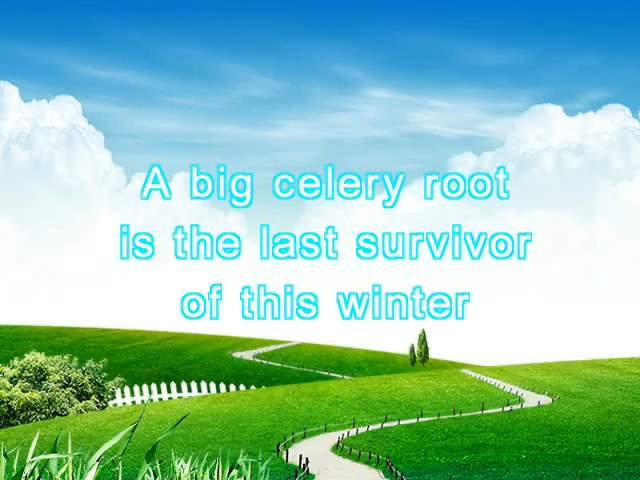 A big celery root
is the last survivor
of this winter